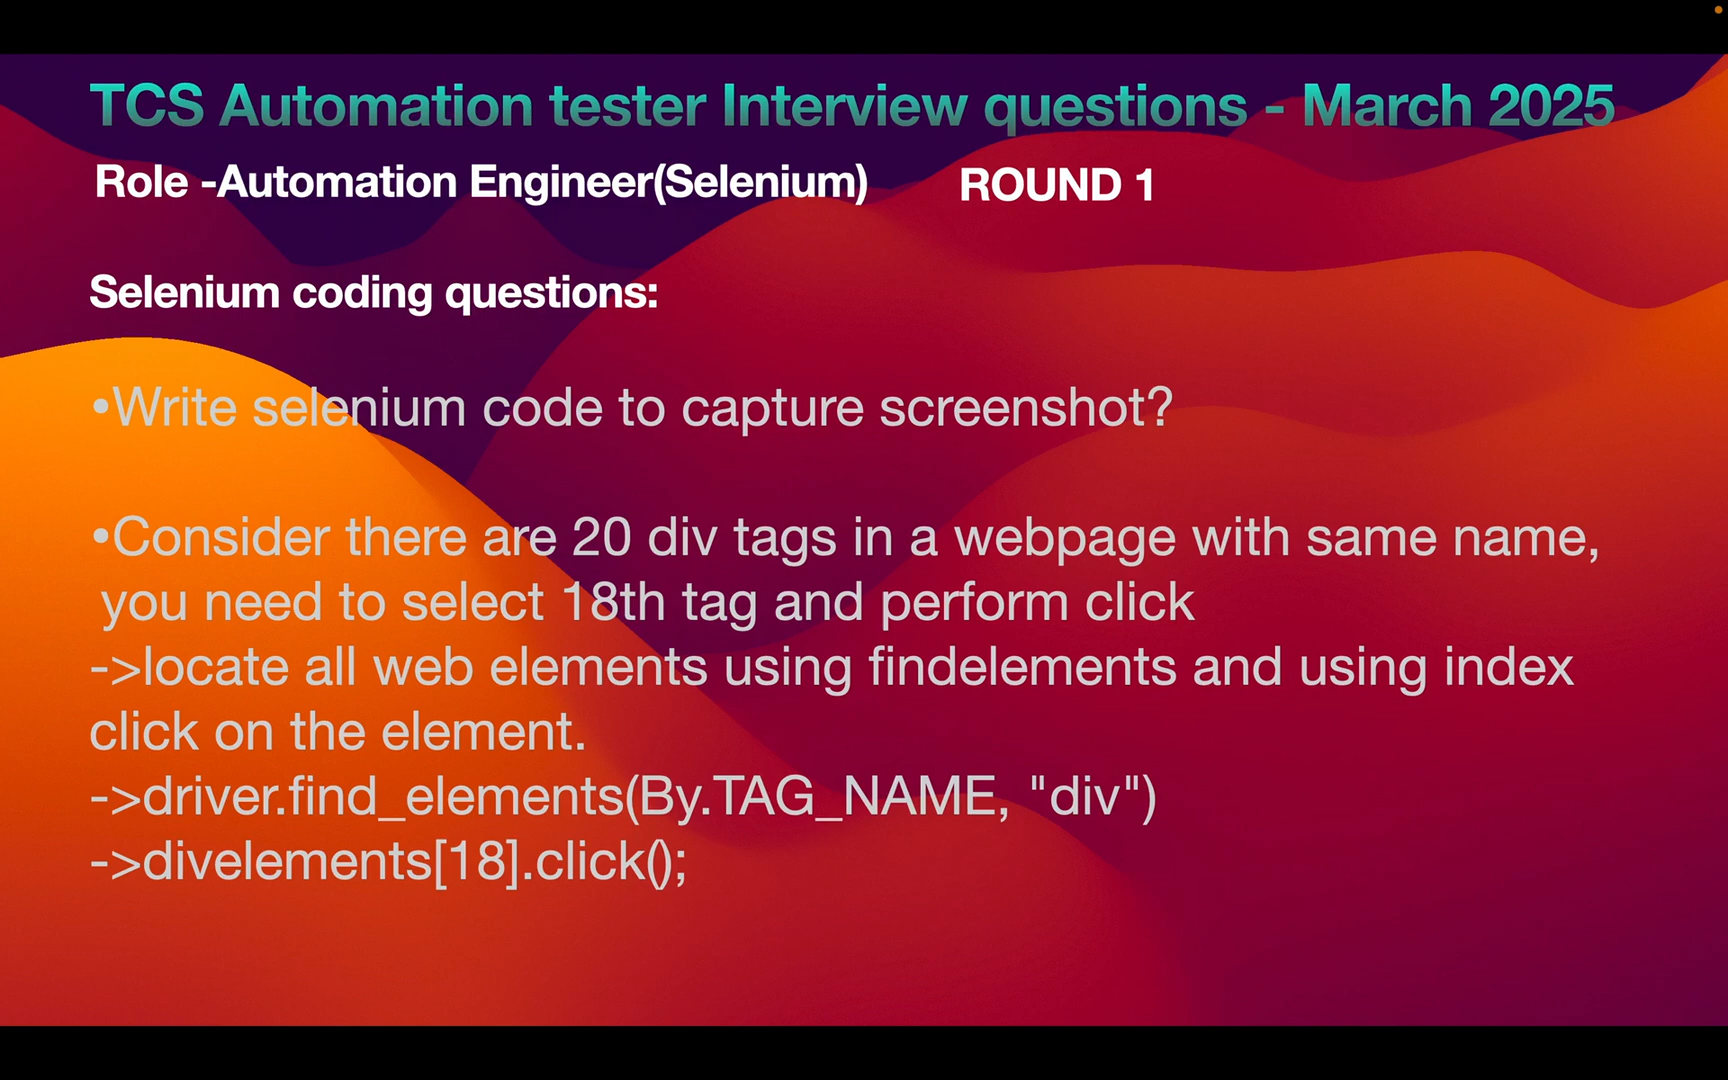 TCS Automation tester Interview questions - March 2025
Role -Automation Engineer(Selenium) ROUND 1
Selenium coding questions:
•Write selenium code to capture screenshot?
•Consider there are 20 div tags in a webpage with same name,
you need to select 18th tag and perform click
->locate all web elements using findelements and using index
click on the element.
->driver.find_elements(By.TAG_NAME, "div")
->divelements[18].click();